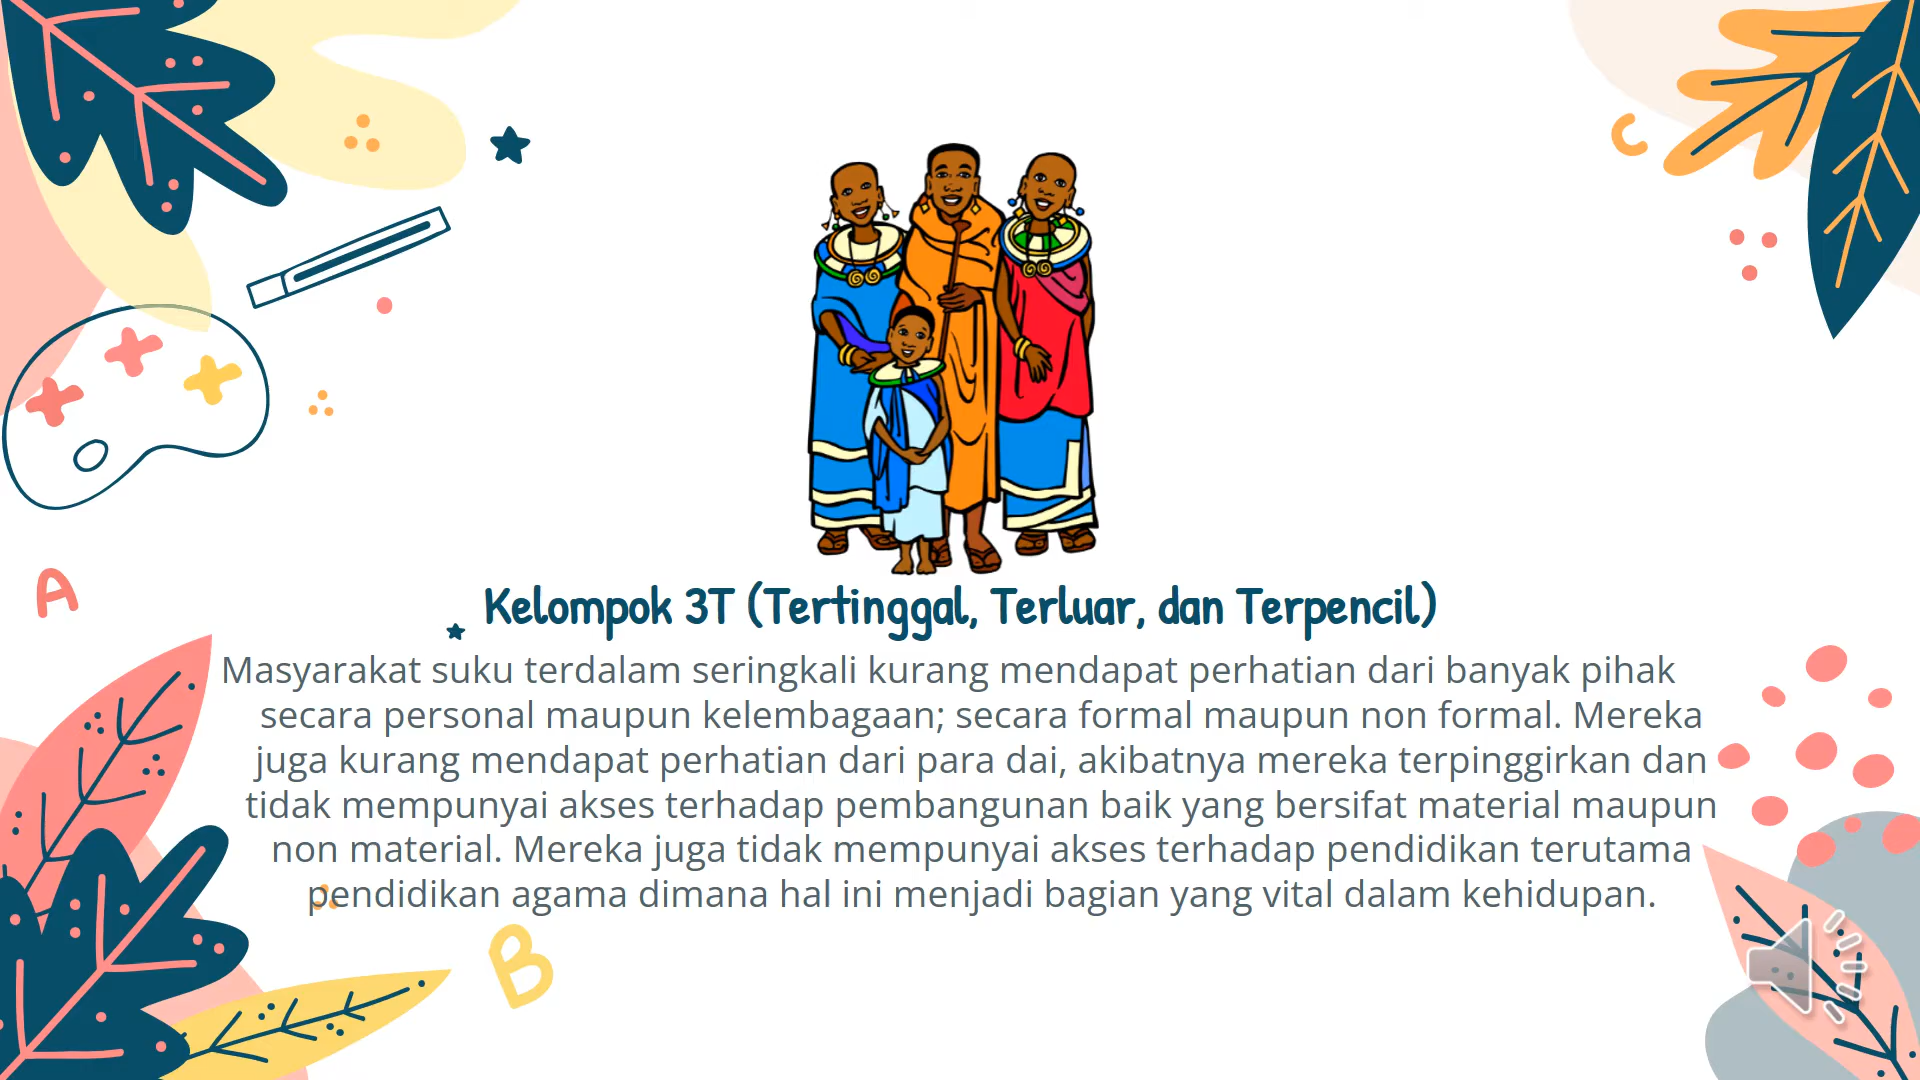 C
A
Kelompok 3T (Tertinggal, Terluar, dan Terpencil)
Masyarakat suku terdalam seringkali kurang mendapat perhatian dari banyak pihak
secara personal maupun kelembagaan; secara formal maupun non formal. Mereka
juga kurang mendapat perhatian dari para dai, akibatnya mereka terpinggirkan dan
tidak mempunyai akses terhadap pembangunan baik yang bersifat material maupun
non material. Mereka juga tidak mempunyai akses terhadap pendidikan terutama
pendidikan agama dimana hal ini menjadi bagian yang vital dalam kehidupan.
B